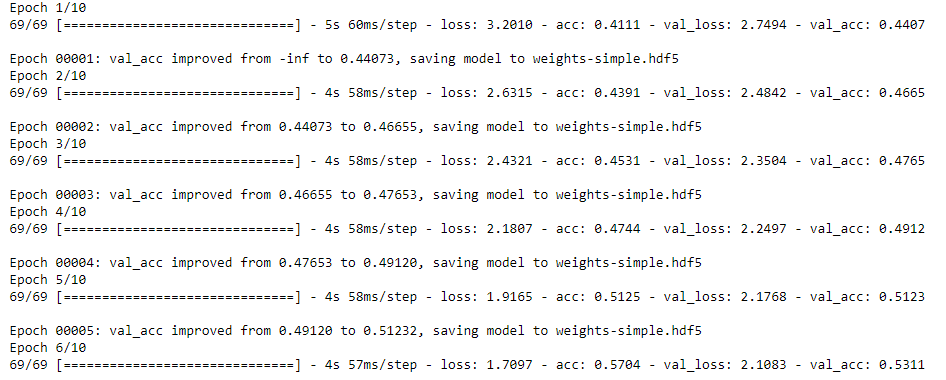 Epoch 1/10
69/69 [==============================] - 5s 60ms/step - loss: 3.2010 - acc: 0.4111 - val_loss: 2.7494 - val_acc: 0.4407
Epoch 00001: val_acc improved from -inf to 0.44073, saving model to weights-simple.hdf5
Epoch 2/10
69/69 [==============================] - 4s 58ms/step - loss: 2.6315 - acc: 0.4391 - val_loss: 2.4842 - val_acc: 0.4665
Epoch 00002: val_acc improved from 0.44073 to 0.46655, saving model to weights-simple.hdf5
Epoch 3/10
69/69 [==============================] - 4s 58ms/step - loss: 2.4321 - acc: 0.4531 - val_loss: 2.3504 - val_acc: 0.4765
Epoch 00003: val_acc improved from 0.46655 to 0.47653, saving model to weights-simple.hdf5
Epoch 4/10
69/69 [==============================] - 4s 58ms/step - loss: 2.1807 - acc: 0.4744 - val_loss: 2.2497 - val_acc: 0.4912
Epoch 00004: val_acc improved from 0.47653 to 0.49120, saving model to weights-simple.hdf5
Epoch 5/10
69/69 [==============================] - 4s 58ms/step - loss: 1.9165 - acc: 0.5125 - val_loss: 2.1768 - val_acc: 0.5123
Epoch 00005: val_acc improved from 0.49120 to 0.51232, saving model to weights-simple.hdf5
Epoch 6/10
69/69 [==============================] - 4s 57ms/step - loss: 1.7097 - acc: 0.5704 - val_loss: 2.1083 - val_acc: 0.5311